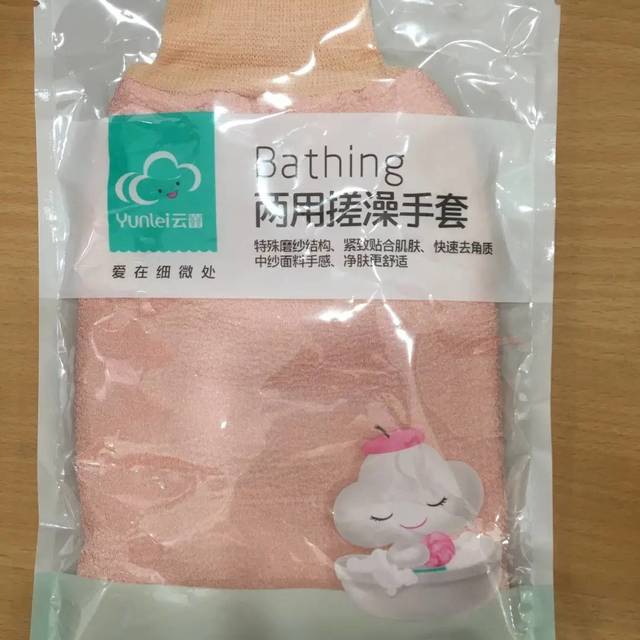 Bathing
两用搓澡手套
特殊磨纱结构、紧致贴合肌肤、快速去角质
中纱面料手感、净肤更舒适
Yunlei云蕾
爱在细微处